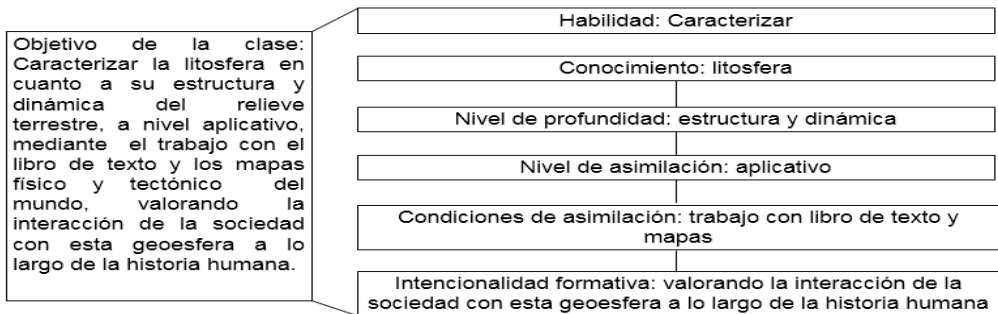 Objetivo de la clase:
Caracterizar la litosfera en
cuanto a su estructura y
dinámica del relieve
terrestre, a nivel aplicativo,
mediante el trabajo con el
libro de texto y los mapas
físico y tectónico del
mundo, valorando la
interacción de la sociedad
con esta geoesfera a lo
largo de la historia humana.
Habilidad: Caracterizar
Conocimiento: litosfera
Nivel de profundidad: estructura y dinámica
Nivel de asimilación: aplicativo
Condiciones de asimilación: trabajo con libro de texto y
mapas
Intencionalidad formativa: valorando la interacción de la
sociedad con esta geoesfera a lo largo de la historia humana